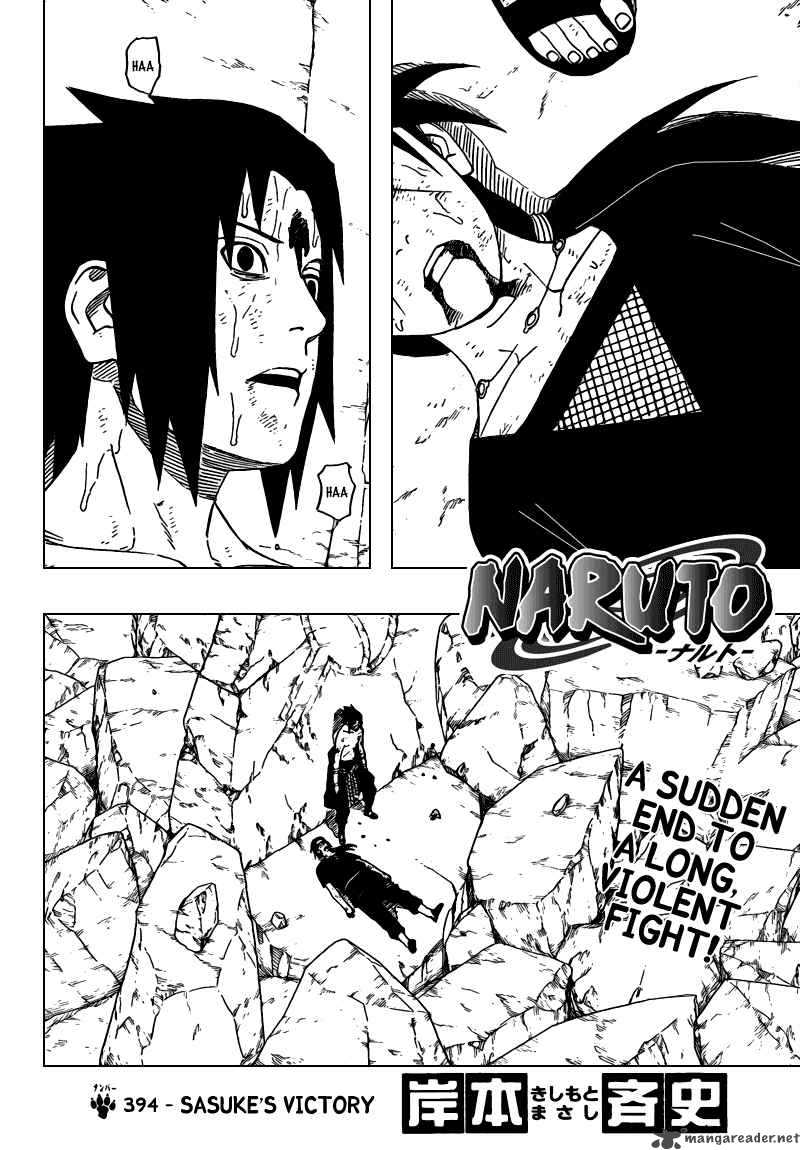 HAA
HAA
NARUTO
-ナルト-
A SUDDEN
END TO
A LONG,
VIOLENT
FIGHT!
ナンバー
394 - SASUKE'S VICTORY
岸本
きしもと
まさし
斉史
mangareader.net